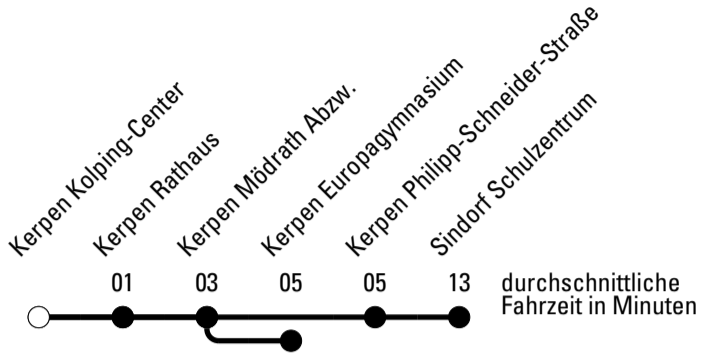 Kerpen Kolping-Center
Kerpen Rathaus
Kerpen Mödrath Abzw.
Kerpen Europagymnasium
Kerpen Philipp-Schneider-Straße
Sindorf Schulzentrum
01 03 05 05 13 durchschnittliche
Fahrzeit in Minuten